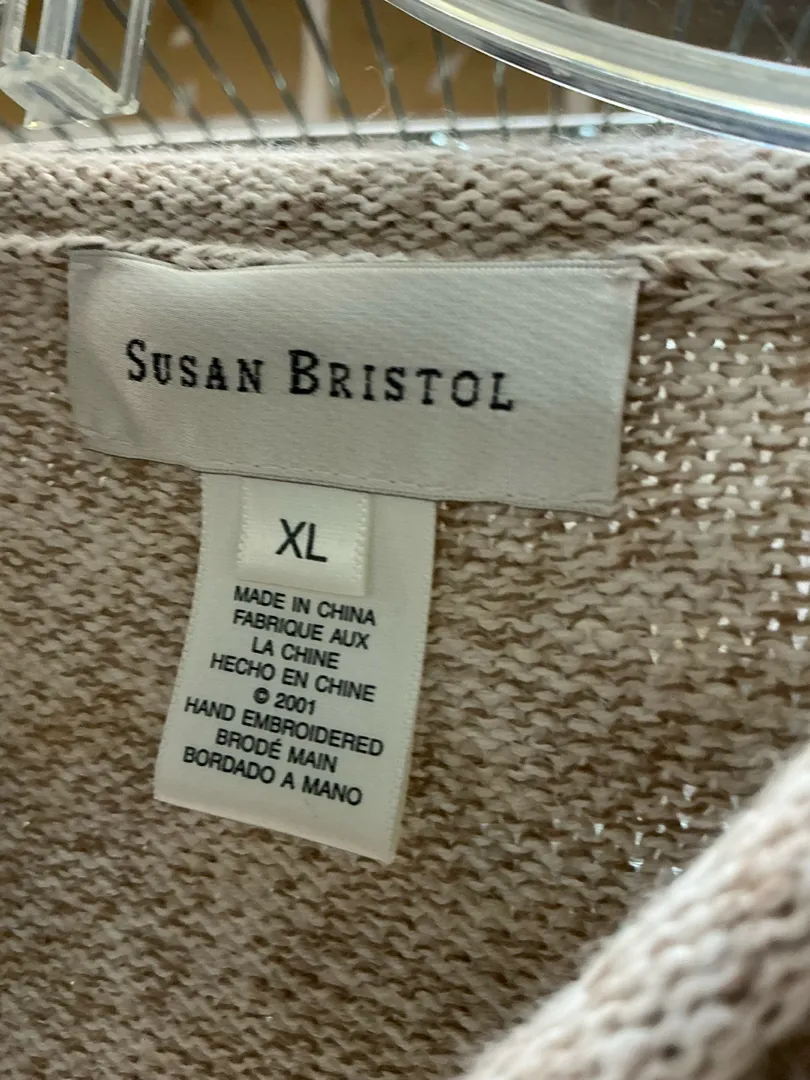 SUSAN BRISTOL
XL
MADE IN CHINA
FABRIQUE AUX
LA CHINE
HECHO EN CHINE
© 2001
HAND EMBROIDERED
BRODÉ MAIN
BORDADO A MANO